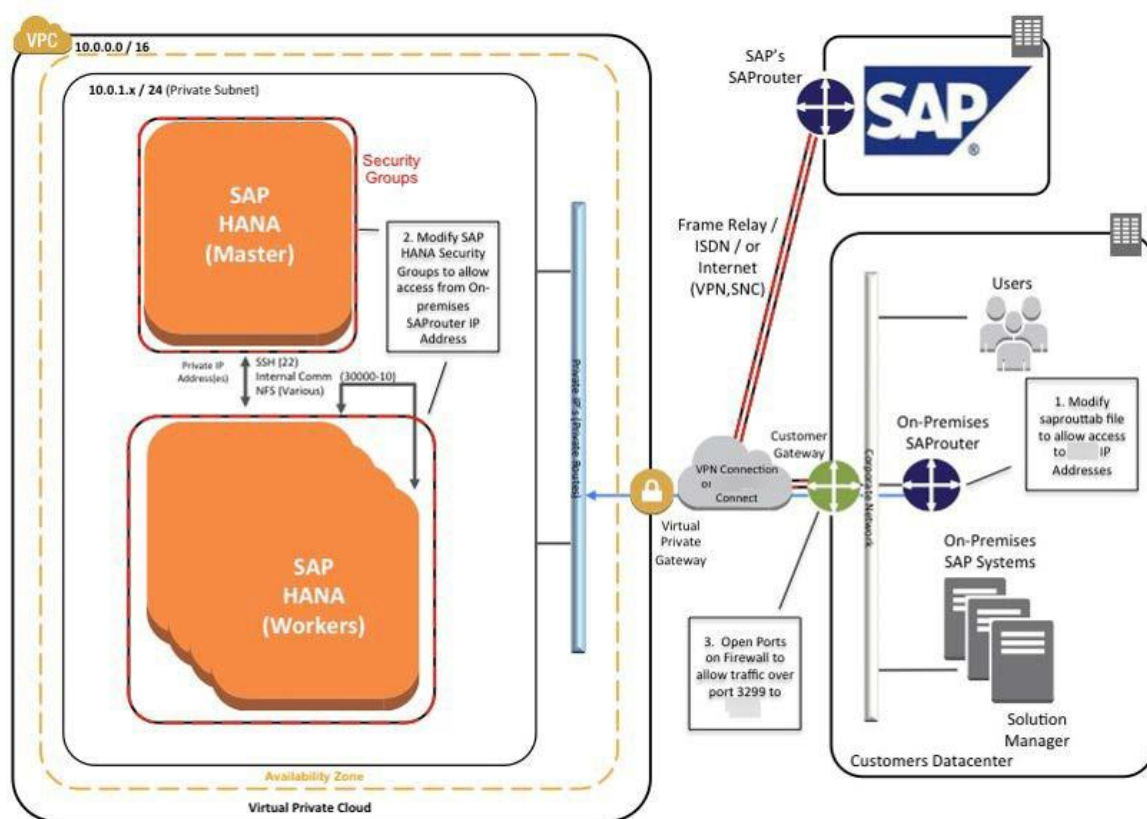 VPC
10.0.0.0 / 16
10.0.1.x / 24 (Private Subnet)
SAP
HANA
(Master)
Security
Groups
2. Modify SAP
HANA Security
Groups to allow
access from On-
premises
SAProuter IP
Address
Private IP
Address(es)
SSH (22)
Internal Comm
NFS (Various)
(30000-10)
SAP
HANA
(Workers)
Private IP's (Private Routes)
Availability Zone
Virtual Private Cloud
SAP's
SAProuter
SAP
®
Frame Relay /
ISDN / or
Internet
(VPN,SNC)
Virtual
Private
Gateway
VPN Connection
or
Connect
Customer
Gateway
3. Open Ports
on Firewall to
allow traffic over
port 3299 to
Corporate Network
Users
On-Premises
SAProuter
1. Modify
saprouttab file
to allow access
to IP
Addresses
On-Premises
SAP Systems
Solution
Manager
Customers Datacenter